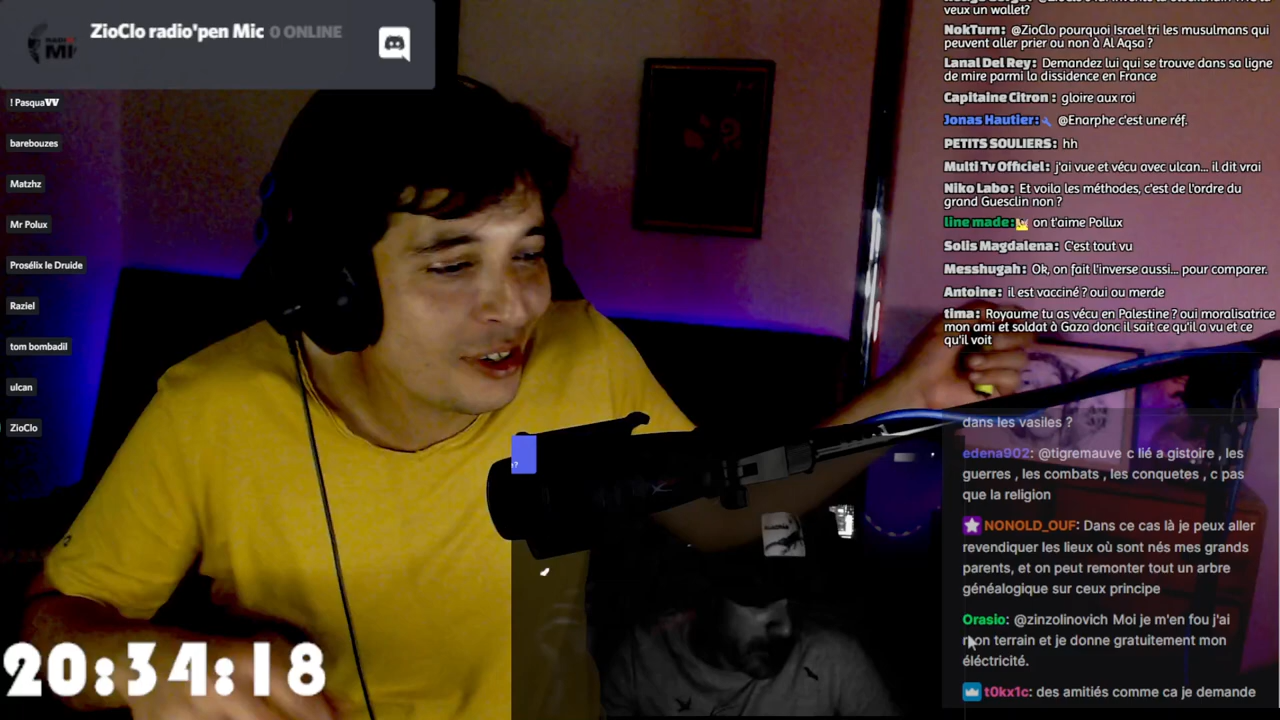 ZioClo radio'pen Mic 0 ONLINE
MI
! PasquaVV
barebouzes
Matzhz
Mr Polux
Prosélix le Druide
Raziel
tom bombadil
ulcan
ZioClo
20:34:18
veux un wallet?
NokTurn: @ZioClo pourquoi Israel tri les musulmans qui
peuvent aller prier ou non à Al Aqsa ?
Lanal Del Rey: Demandez lui qui se trouve dans sa ligne
de mire parmi la dissidence en France
Capitaine Citron : gloire aux roi
Jonas Hautier: @Enarphe c'est une réf.
PETITS SOULIERS: hh
Multi Tv Officiel: j'ai vue et vécu avec ulcan... il dit vrai
Niko Labo: Et voila les méthodes, c'est de l'ordre du
grand Guesclin non ?
line made: on t'aime Pollux
Solis Magdalena: C'est tout vu
Messhugah: Ok, on fait l'inverse aussi... pour comparer.
Antoine: il est vacciné ? oui ou merde
tima: Royaume tu as vécu en Palestine ? oui moralisatrice
mon ami et soldat à Gaza donc il sait ce qu'il a vu et ce
qu'il voit
dans les vasiles ?
edena902: @tigremauve c lié a gistoire , les
guerres , les combats , les conquetes , c pas
que la religion
NONOLD_OUF: Dans ce cas là je peux aller
revendiquer les lieux où sont nés mes grands
parents, et on peut remonter tout un arbre
généalogique sur ceux principe
Orasio: @zinzolinovich Moi je m'en fou j'ai
mon terrain et je donne gratuitement mon
éléctricité.
t0kx1c: des amitiés comme ca je demande